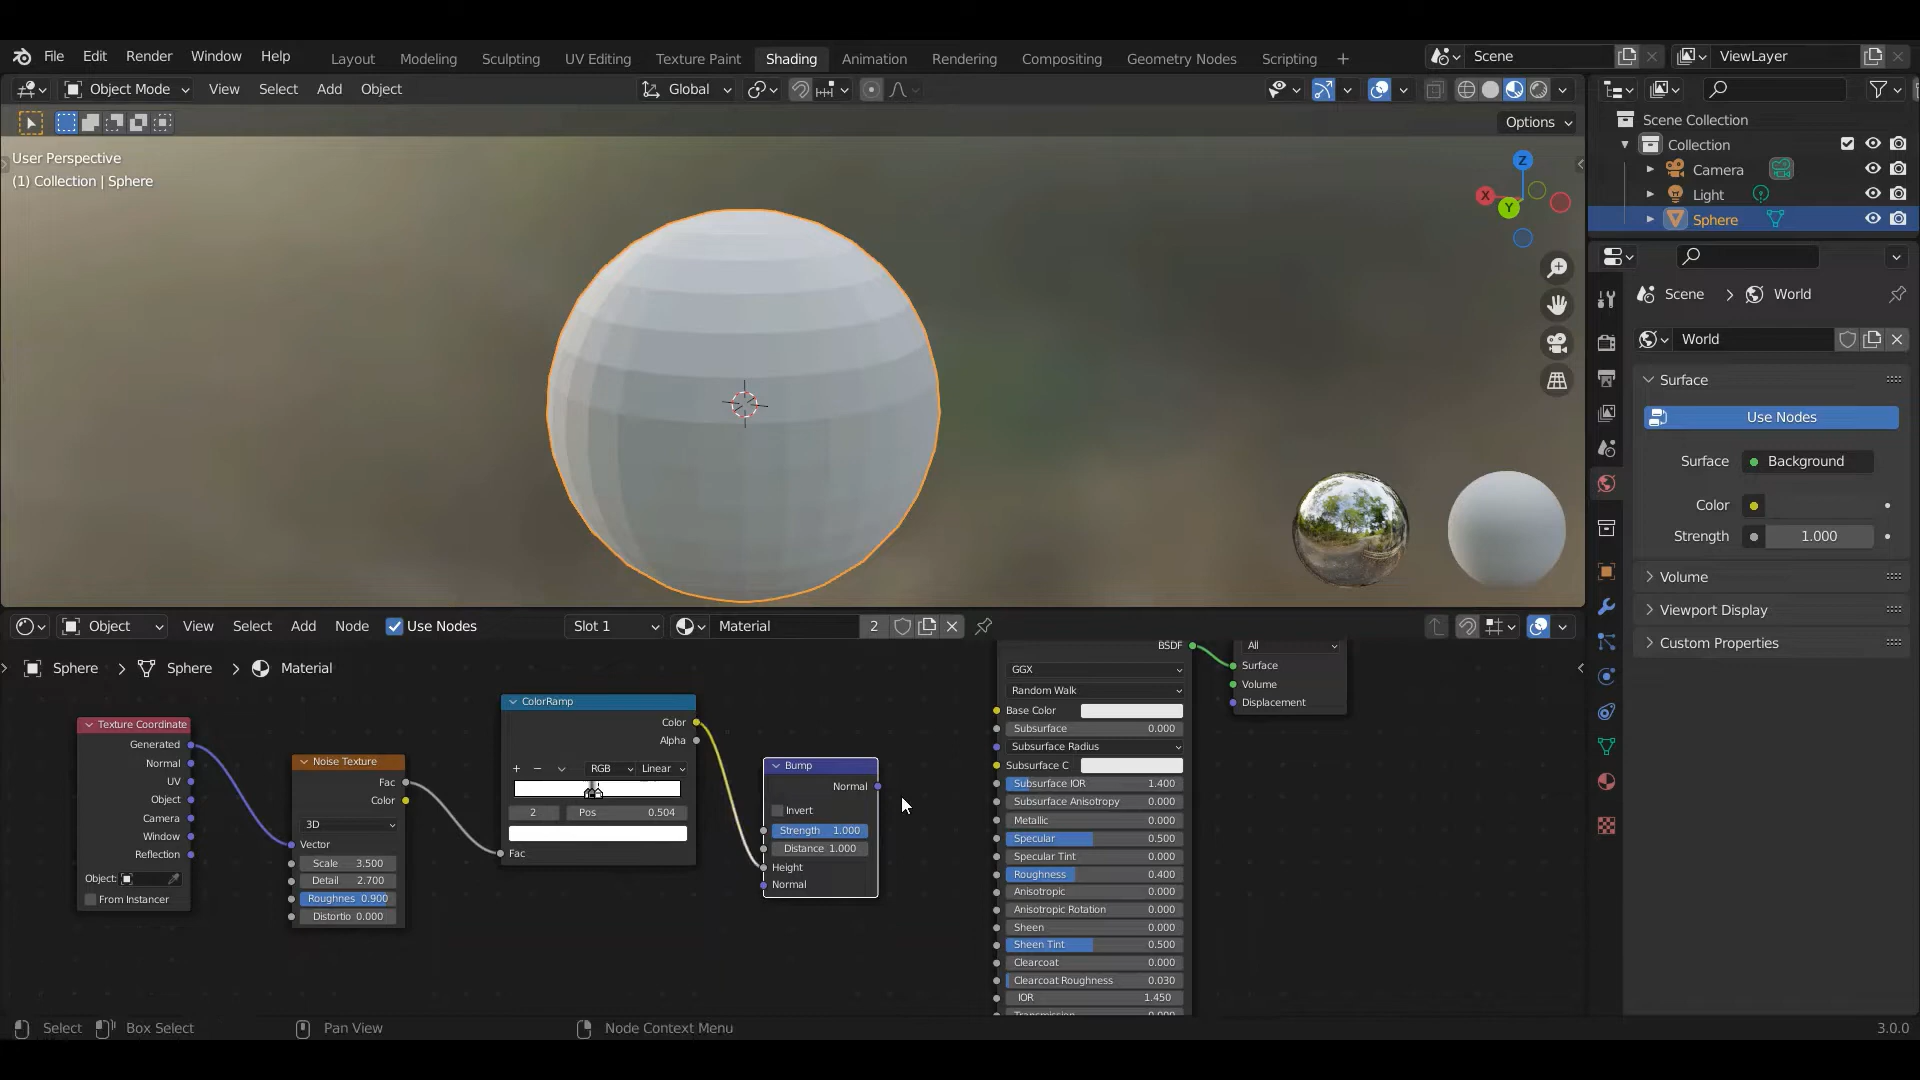 File Edit Render Window Help Layout Modeling Sculpting UV Editing Texture Paint Shading Animation Rendering Compositing Geometry Nodes Scripting + Scene ViewLayer
Object Mode View Select Add Object Global
Options
User Perspective
(1) Collection | Sphere
Z
X
Y
Scene Collection
Collection
Camera
Light
Sphere
Scene > World
World
Surface
Use Nodes
Surface Background
Color
Strength 1.000
Volume
Viewport Display
Custom Properties
Object View Select Add Node Use Nodes Slot 1 Material 2
Sphere > Sphere > Material
Texture Coordinate
Generated
Normal
UV
Object
Camera
Window
Reflection
Object:
From Instancer
Noise Texture
Fac
Color
3D
Vector
Scale 3.500
Detail 2.700
Roughnes 0.900
Distortio 0.000
ColorRamp
Color
Alpha
+ − RGB Linear
2 Pos 0.504
Fac
Bump
Normal
Invert
Strength 1.000
Distance 1.000
Height
Normal
BSDF
GGX
Random Walk
Base Color
Subsurface 0.000
Subsurface Radius
Subsurface C
Subsurface IOR 1.400
Subsurface Anisotropy 0.000
Metallic 0.000
Specular 0.500
Specular Tint 0.000
Roughness 0.400
Anisotropic 0.000
Anisotropic Rotation 0.000
Sheen 0.000
Sheen Tint 0.500
Clearcoat 0.000
Clearcoat Roughness 0.030
IOR 1.450
All
Surface
Volume
Displacement
Select Box Select Pan View Node Context Menu 3.0.0